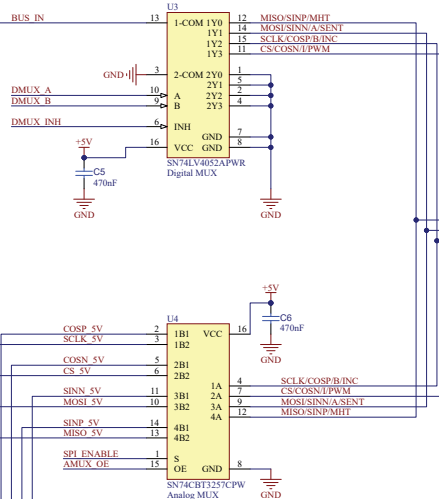 U3
BUS_IN 13 1-COM 1Y0 12 MISO/SINP/MHT
1Y1 14 MOSI/SINN/A/SENT
1Y2 15 SCLK/COSP/B/INC
1Y3 11 CS/COSN/I/PWM
GND 3 2-COM 2Y0 1
2Y1 5
DMUX_A 10 A 2Y2 2
DMUX_B 9 B 2Y3 4
DMUX_INH 6 INH
GND 7
+5V 16 VCC GND 8
SN74LV4052APWR
Digital MUX
C5
470nF
GND
GND
+5V
U4
C6
470nF
COSP_5V 2 1B1 VCC 16
SCLK_5V 3 1B2
GND
COSN_5V 5 2B1
CS_5V 6 2B2
1A 4 SCLK/COSP/B/INC
SINN_5V 11 3B1 2A 7 CS/COSN/I/PWM
MOSI_5V 10 3B2 3A 9 MOSI/SINN/A/SENT
4A 12 MISO/SINP/MHT
SINP_5V 14 4B1
MISO_5V 13 4B2
SPI_ENABLE 1 S
AMUX_OE 15 OE GND 8
SN74CBT3257CPW
Analog MUX
GND